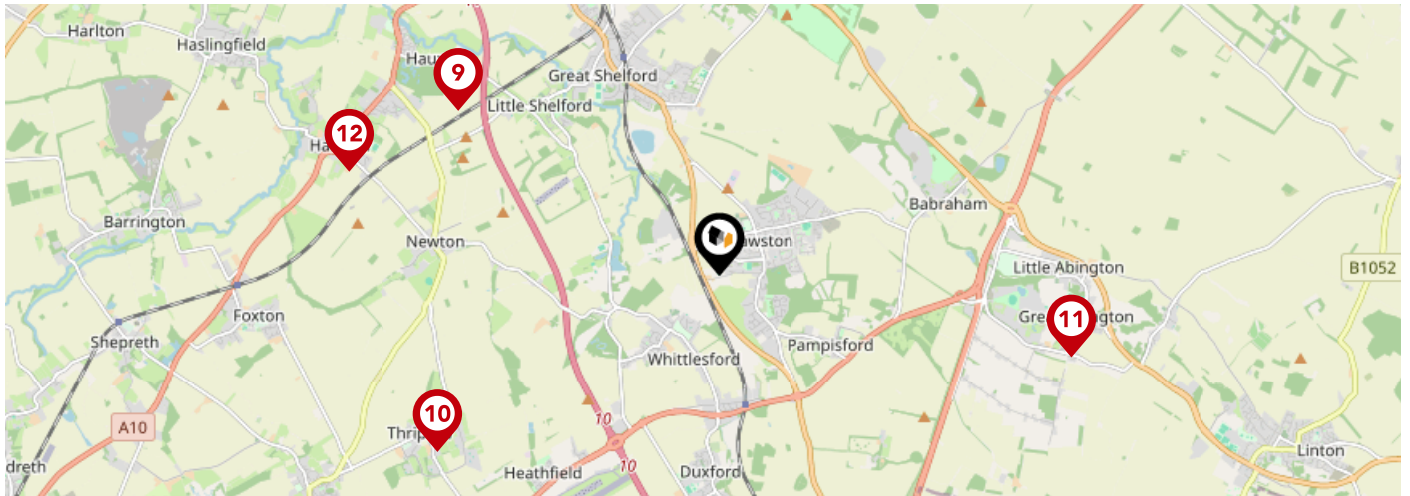 Harlton
Haslingfield
9
Great Shelford
Little Shelford
12
Barrington
Babraham
Newton
Little Abington
B1052
Foxton
11
Shepreth
Whittlesford
Pampisford
10
A10
10
10
Heathfield
Duxford
Linton